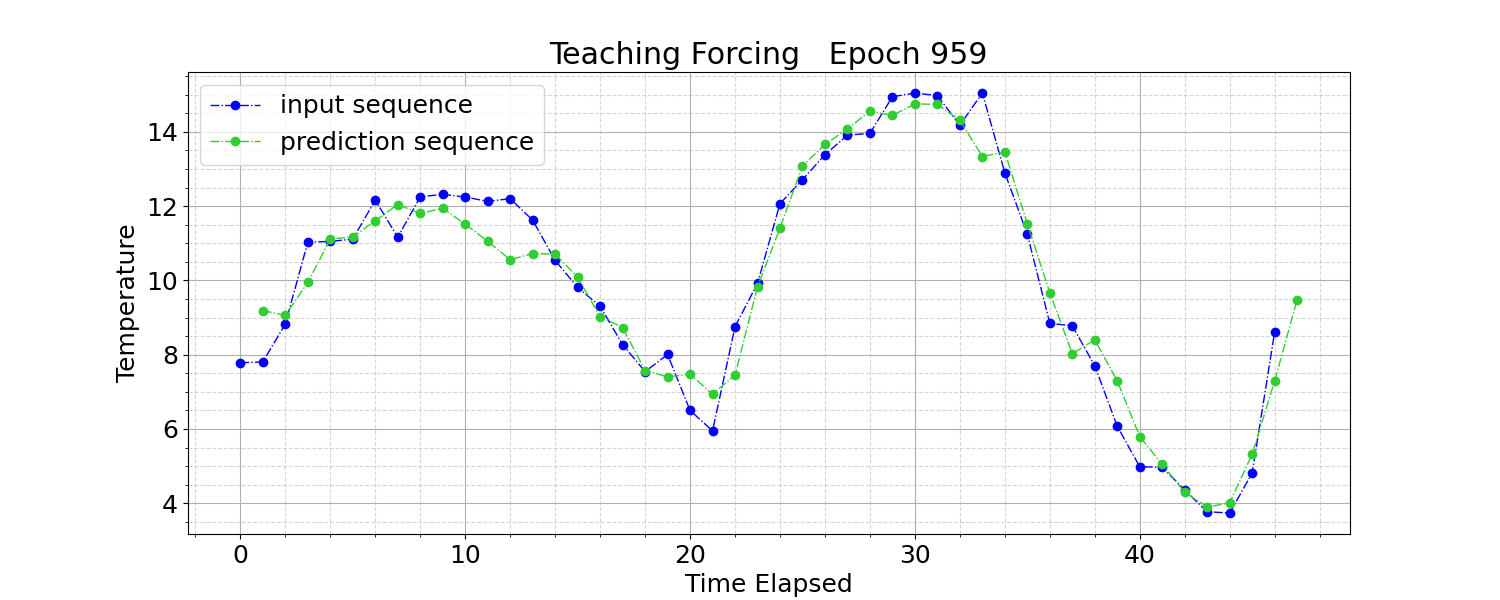 Teaching Forcing   Epoch 959
input sequence
prediction sequence
Temperature
14
12
10
8
6
4
0 10 20 30 40
Time Elapsed